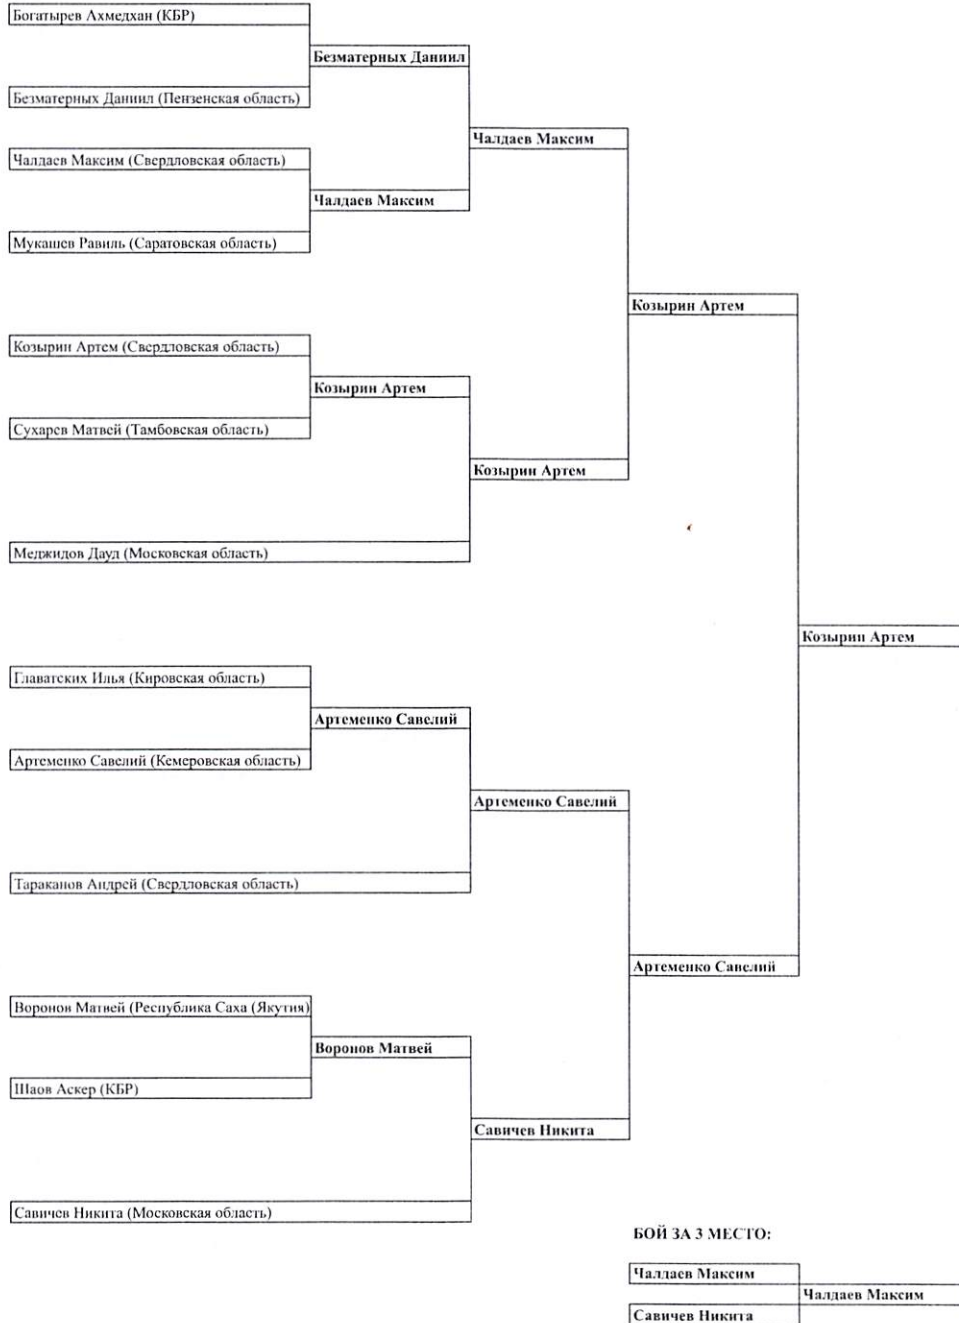 Богатырев Ахмедхан (КБР)
Безматерных Даниил
Безматерных Даниил (Пензенская область)
Чалдаев Максим
Чалдаев Максим (Свердловская область)
Чалдаев Максим
Мукашев Равиль (Саратовская область)
Козырин Артем
Козырин Артем (Свердловская область)
Козырин Артем
Сухарев Матвей (Тамбовская область)
Козырин Артем
Меджидов Дауд (Московская область)
Козырин Артем
Главатских Илья (Кировская область)
Артеменко Савелий
Артеменко Савелий (Кемеровская область)
Артеменко Савелий
Тараканов Андрей (Свердловская область)
Артеменко Савелий
Воронов Матвей (Республика Саха (Якутия)
Воронов Матвей
Шаов Аскер (КБР)
Савичев Никита
Савичев Никита (Московская область)
БОЙ ЗА 3 МЕСТО:
Чалдаев Максим
Чалдаев Максим
Савичев Никита